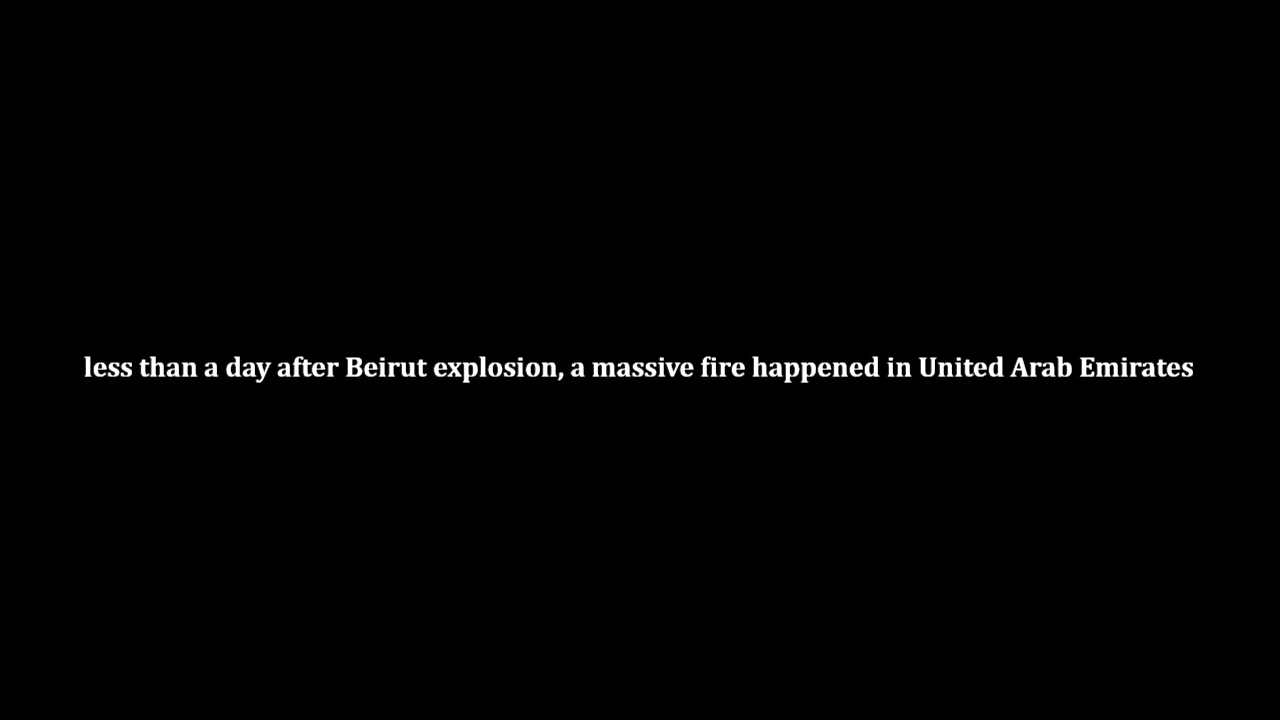 less than a day after Beirut explosion, a massive fire happened in United Arab Emirates